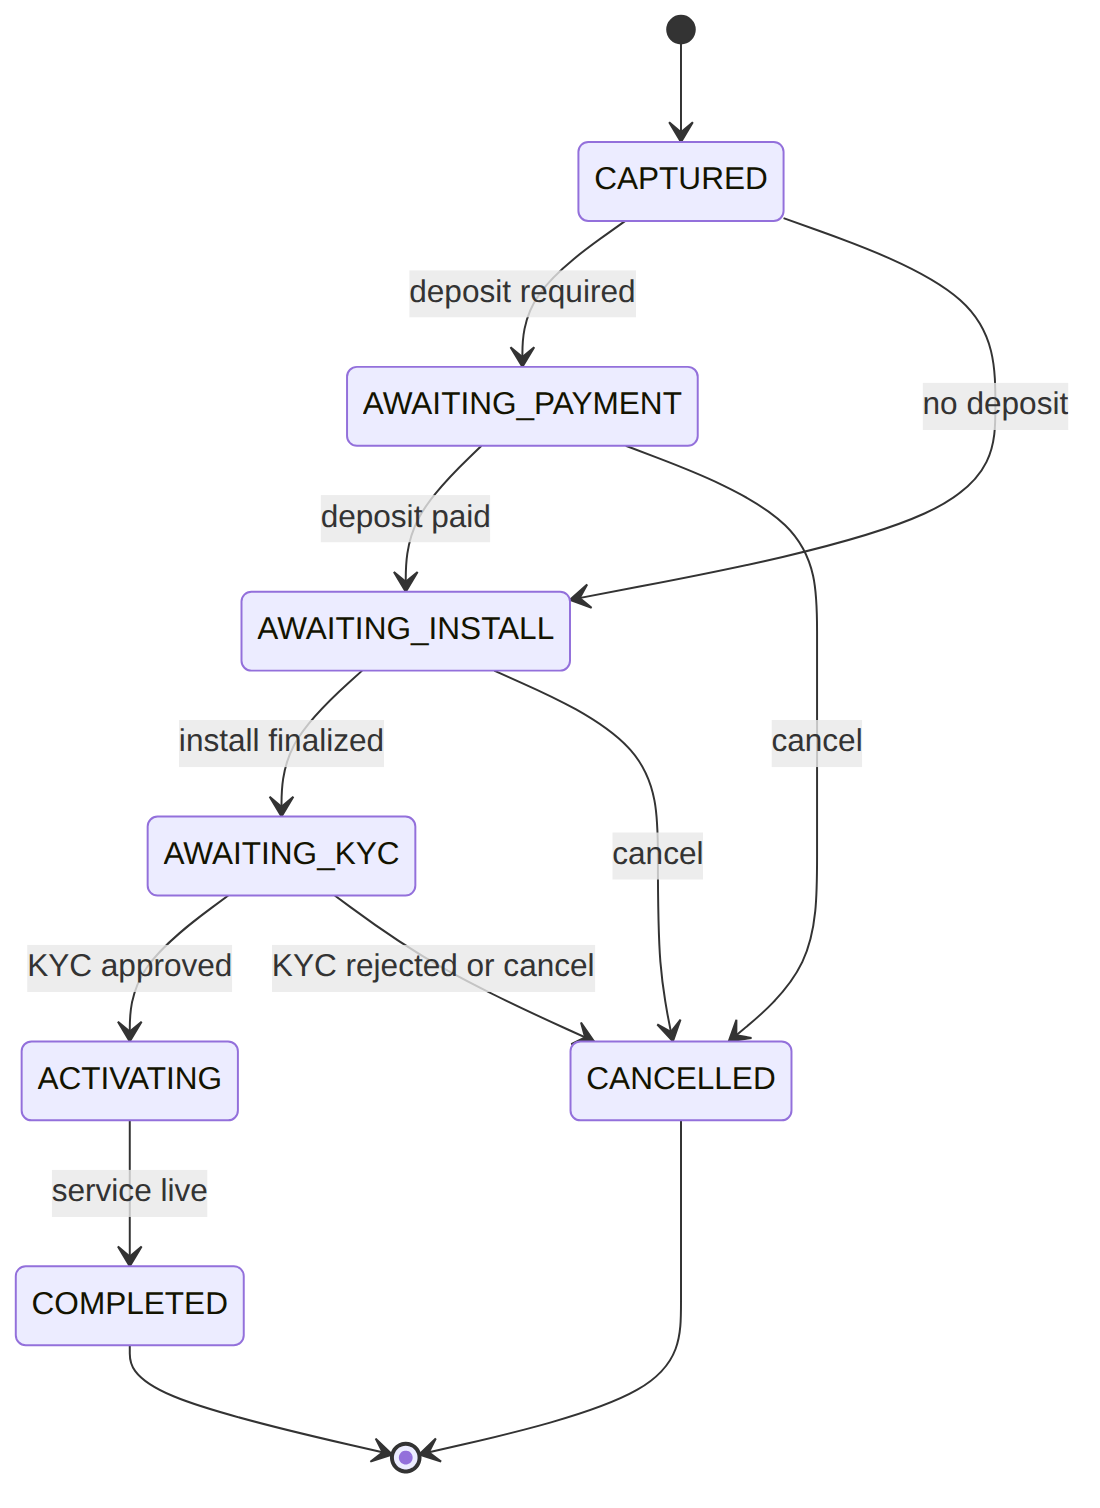 CAPTURED
deposit required
AWAITING_PAYMENT
no deposit
deposit paid
AWAITING_INSTALL
install finalized
cancel
AWAITING_KYC
cancel
KYC approved
KYC rejected or cancel
ACTIVATING
CANCELLED
service live
COMPLETED